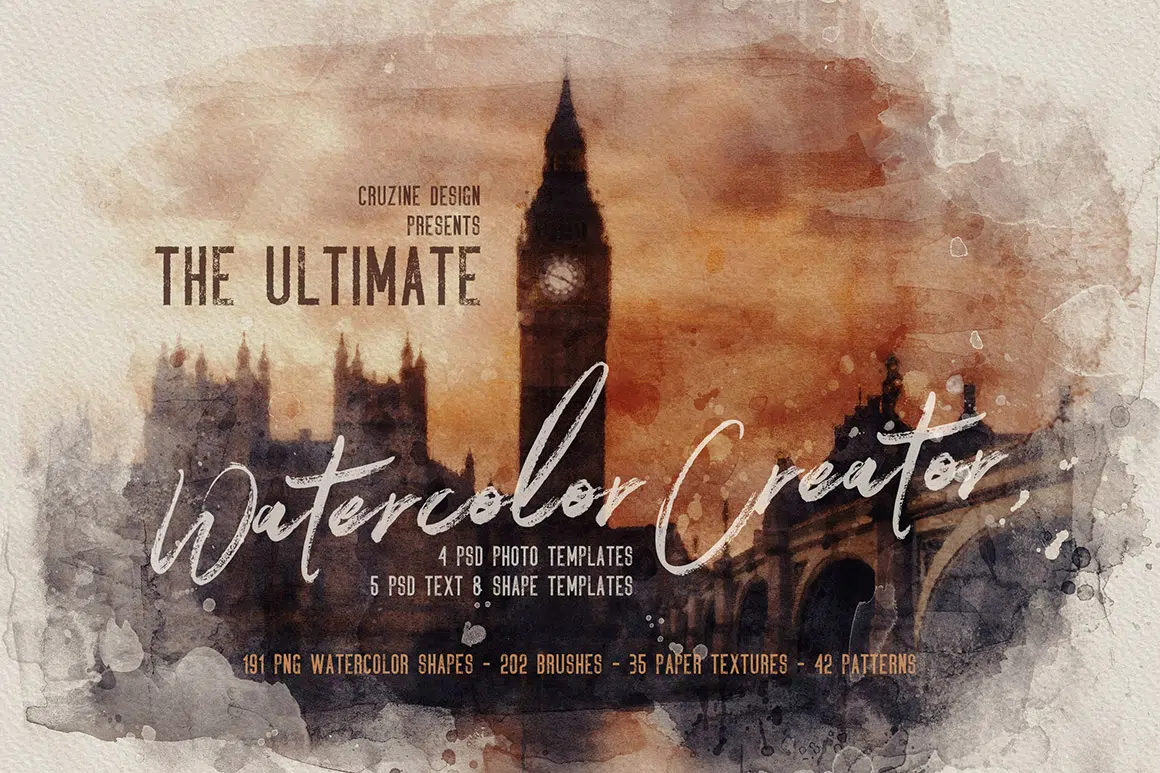 CRUZINE DESIGN
PRESENTS
THE ULTIMATE
Watercolor Creator,
4 PSD PHOTO TEMPLATES
5 PSD TEXT & SHAPE TEMPLATES
191 PNG WATERCOLOR SHAPES - 202 BRUSHES - 35 PAPER TEXTURES - 42 PATTERNS